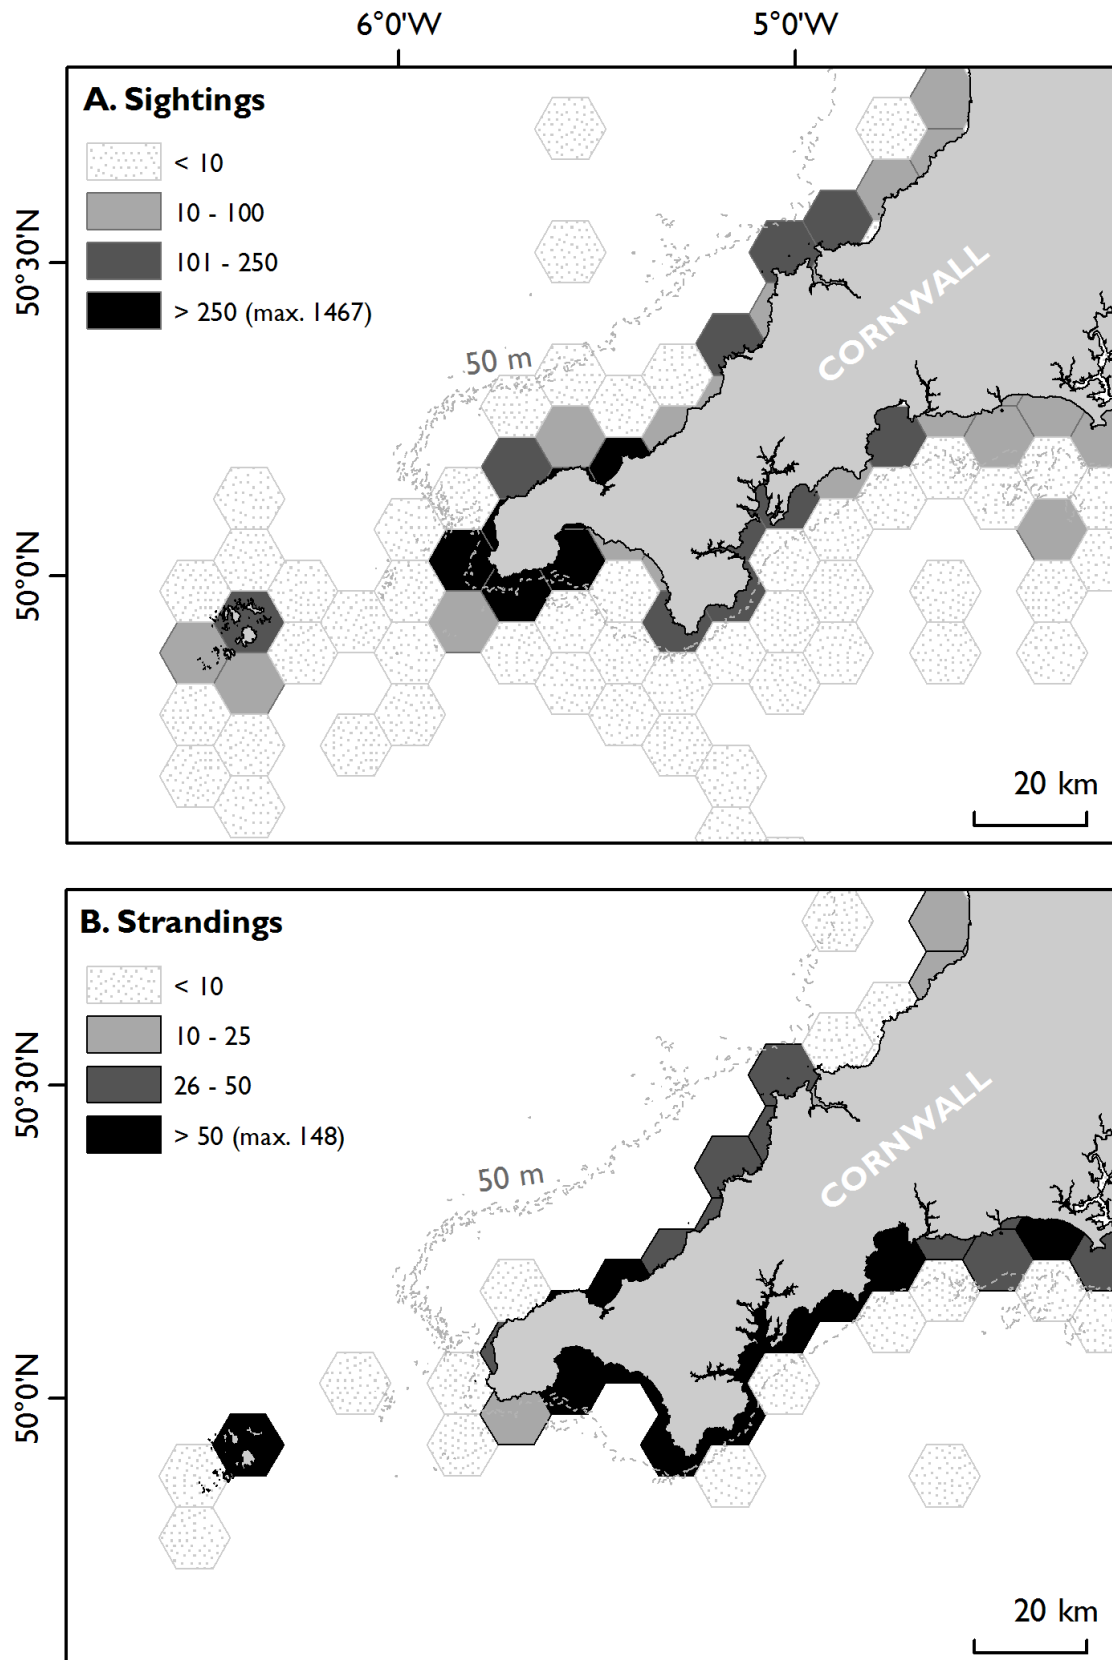 6°0'W 5°0'W
A. Sightings
< 10
10 - 100
101 - 250
> 250 (max. 1467)
50°30'N
50 m
CORNWALL
50°0'N
20 km
B. Strandings
< 10
10 - 25
26 - 50
> 50 (max. 148)
50°30'N
50 m
CORNWALL
50°0'N
20 km